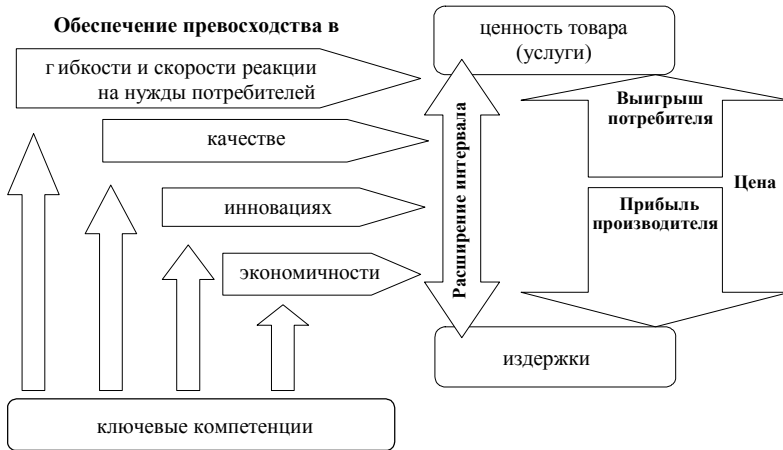 Обеспечение превосходства в
ценность товара
(услуги)
г ибкости и скорости реакции
на нужды потребителей
Выигрыш
потребителя
качестве
Расширение интервала
Цена
Прибыль
производителя
инновациях
экономичности
издержки
ключевые компетенции